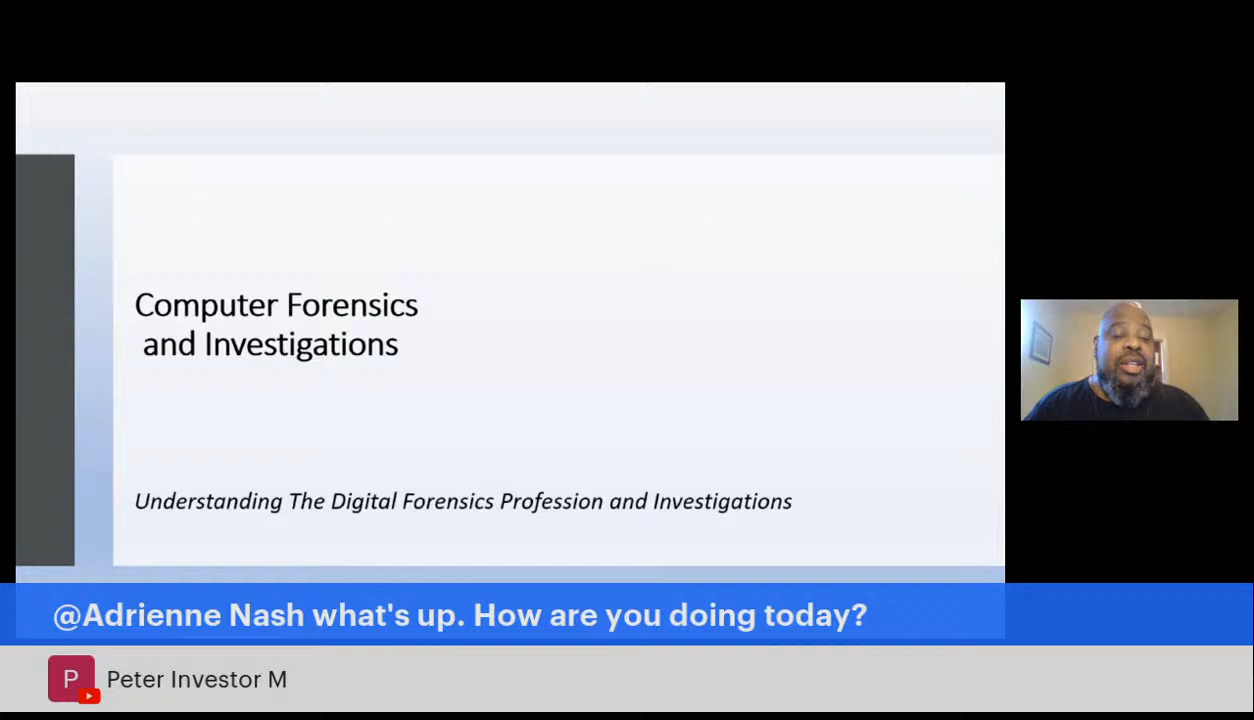 Computer Forensics
and Investigations
Understanding The Digital Forensics Profession and Investigations
@Adrienne Nash what's up. How are you doing today?
P
Peter Investor M